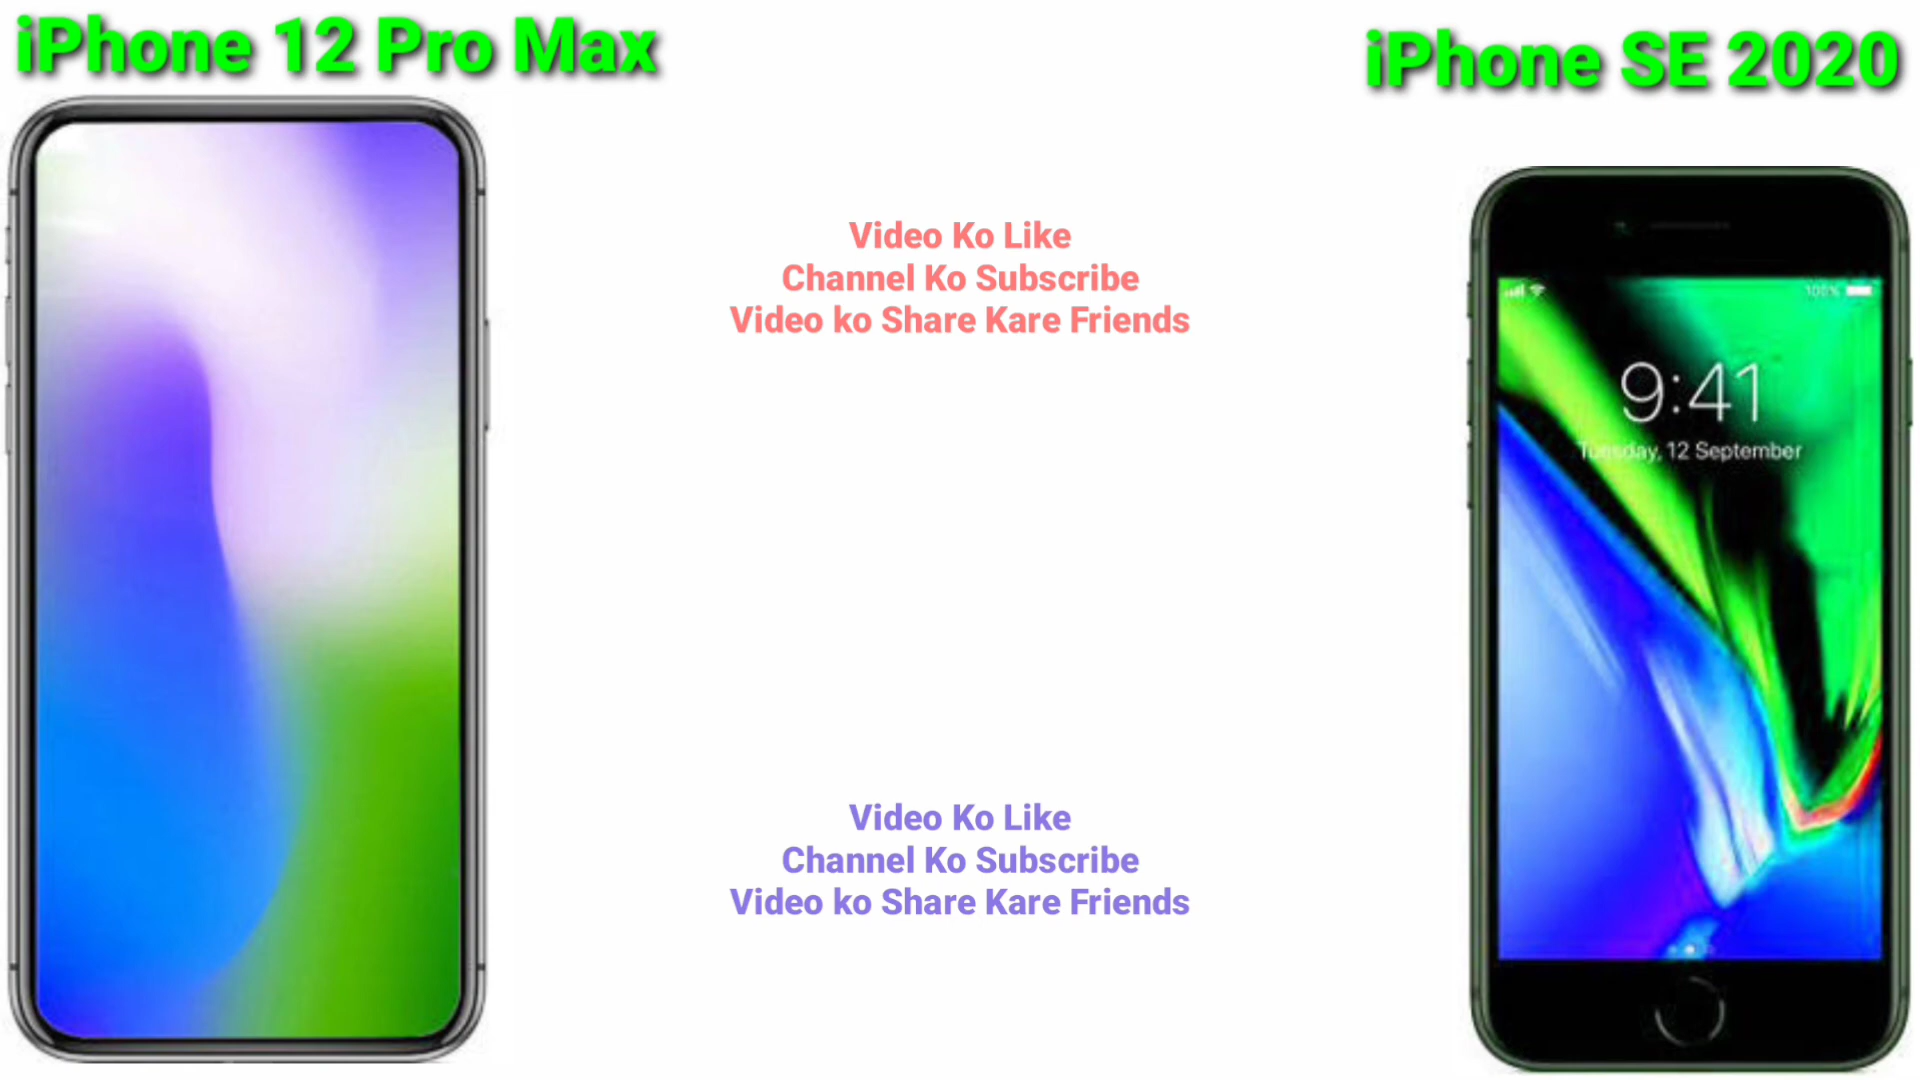 iPhone 12 Pro Max
iPhone SE 2020
Video Ko Like
Channel Ko Subscribe
Video ko Share Kare Friends
100%
9:41
Tuesday, 12 September
Video Ko Like
Channel Ko Subscribe
Video ko Share Kare Friends